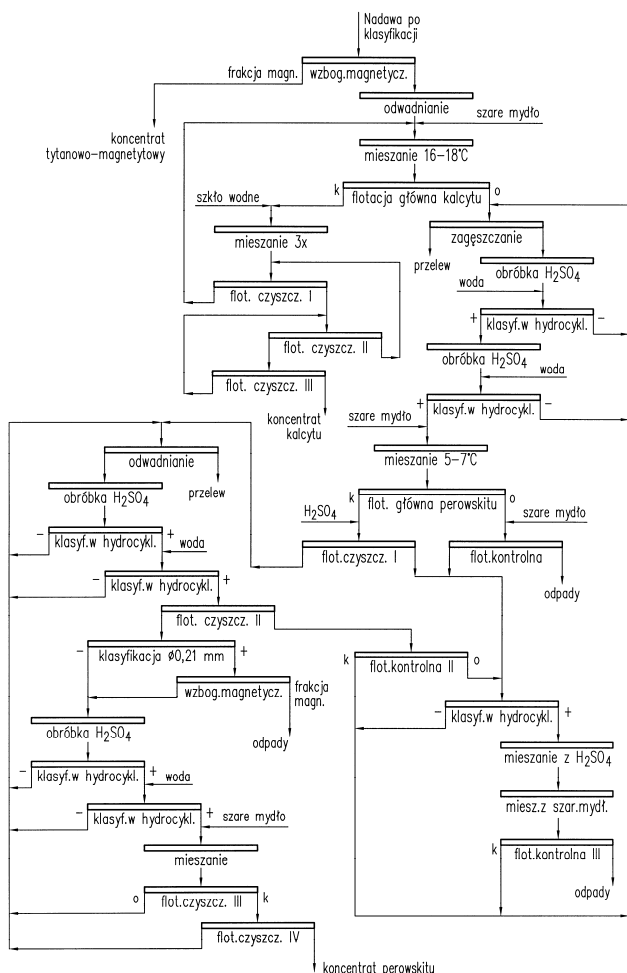 Nadawa po
klasyfikacji
frakcja magn.
wzbog.magnetycz.
odwadnianie
koncentrat
tytanowo-magnetytowy
szare mydło
mieszanie 16-18°C
k
o
flotacja główna kalcytu
szkło wodne
mieszanie 3x
zagęszczanie
przelew
obróbka H₂SO₄
woda
flot. czyszcz. I
+
-
klasyf.w hydrocykl.
flot. czyszcz. II
obróbka H₂SO₄
woda
flot. czyszcz. III
+
-
klasyf.w hydrocykl.
koncentrat
kalcytu
szare mydło
mieszanie 5-7°C
odwadnianie
przelew
obróbka H₂SO₄
k
o
flot. główna perowskitu
H₂SO₄
szare mydło
-
+
klasyf.w hydrocykl.
woda
flot.czyszcz. I
flot.kontrolna
odpady
-
+
klasyf.w hydrocykl.
flot. czyszcz. II
-
+
klasyfikacja ø0,21 mm
k
o
flot.kontrolna II
wzbog.magnetycz.
frakcja
magn.
odpady
-
+
klasyf.w hydrocykl.
obróbka H₂SO₄
mieszanie z H₂SO₄
-
+
klasyf.w hydrocykl.
woda
miesz.z szar.mydł.
-
+
klasyf.w hydrocykl.
szare mydło
mieszanie
k
flot.kontrolna III
odpady
o
k
flot.czyszcz. III
flot.czyszcz. IV
koncentrat perowskitu